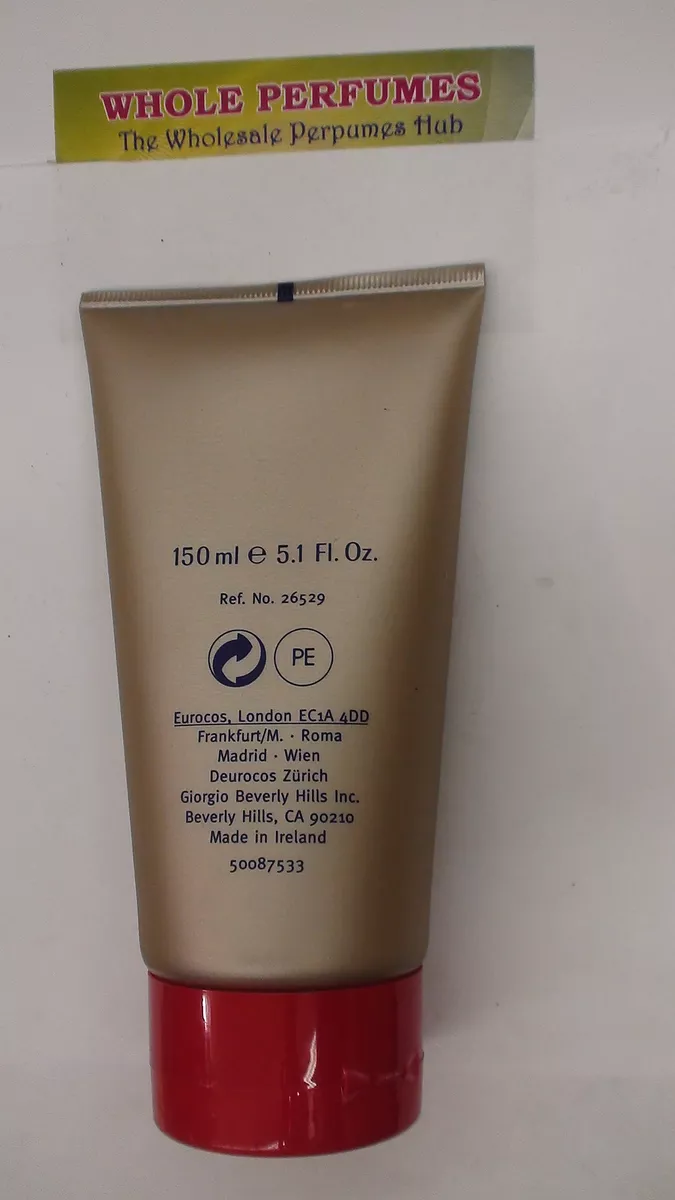 WHOLE PERFUMES
The Wholesale Perpumes Hub
150 ml ℮ 5.1 Fl. Oz.
Ref. No. 26529
PE
Eurocos, London EC1A 4DD
Frankfurt/M. · Roma
Madrid · Wien
Deurocos Zürich
Giorgio Beverly Hills Inc.
Beverly Hills, CA 90210
Made in Ireland
50087533